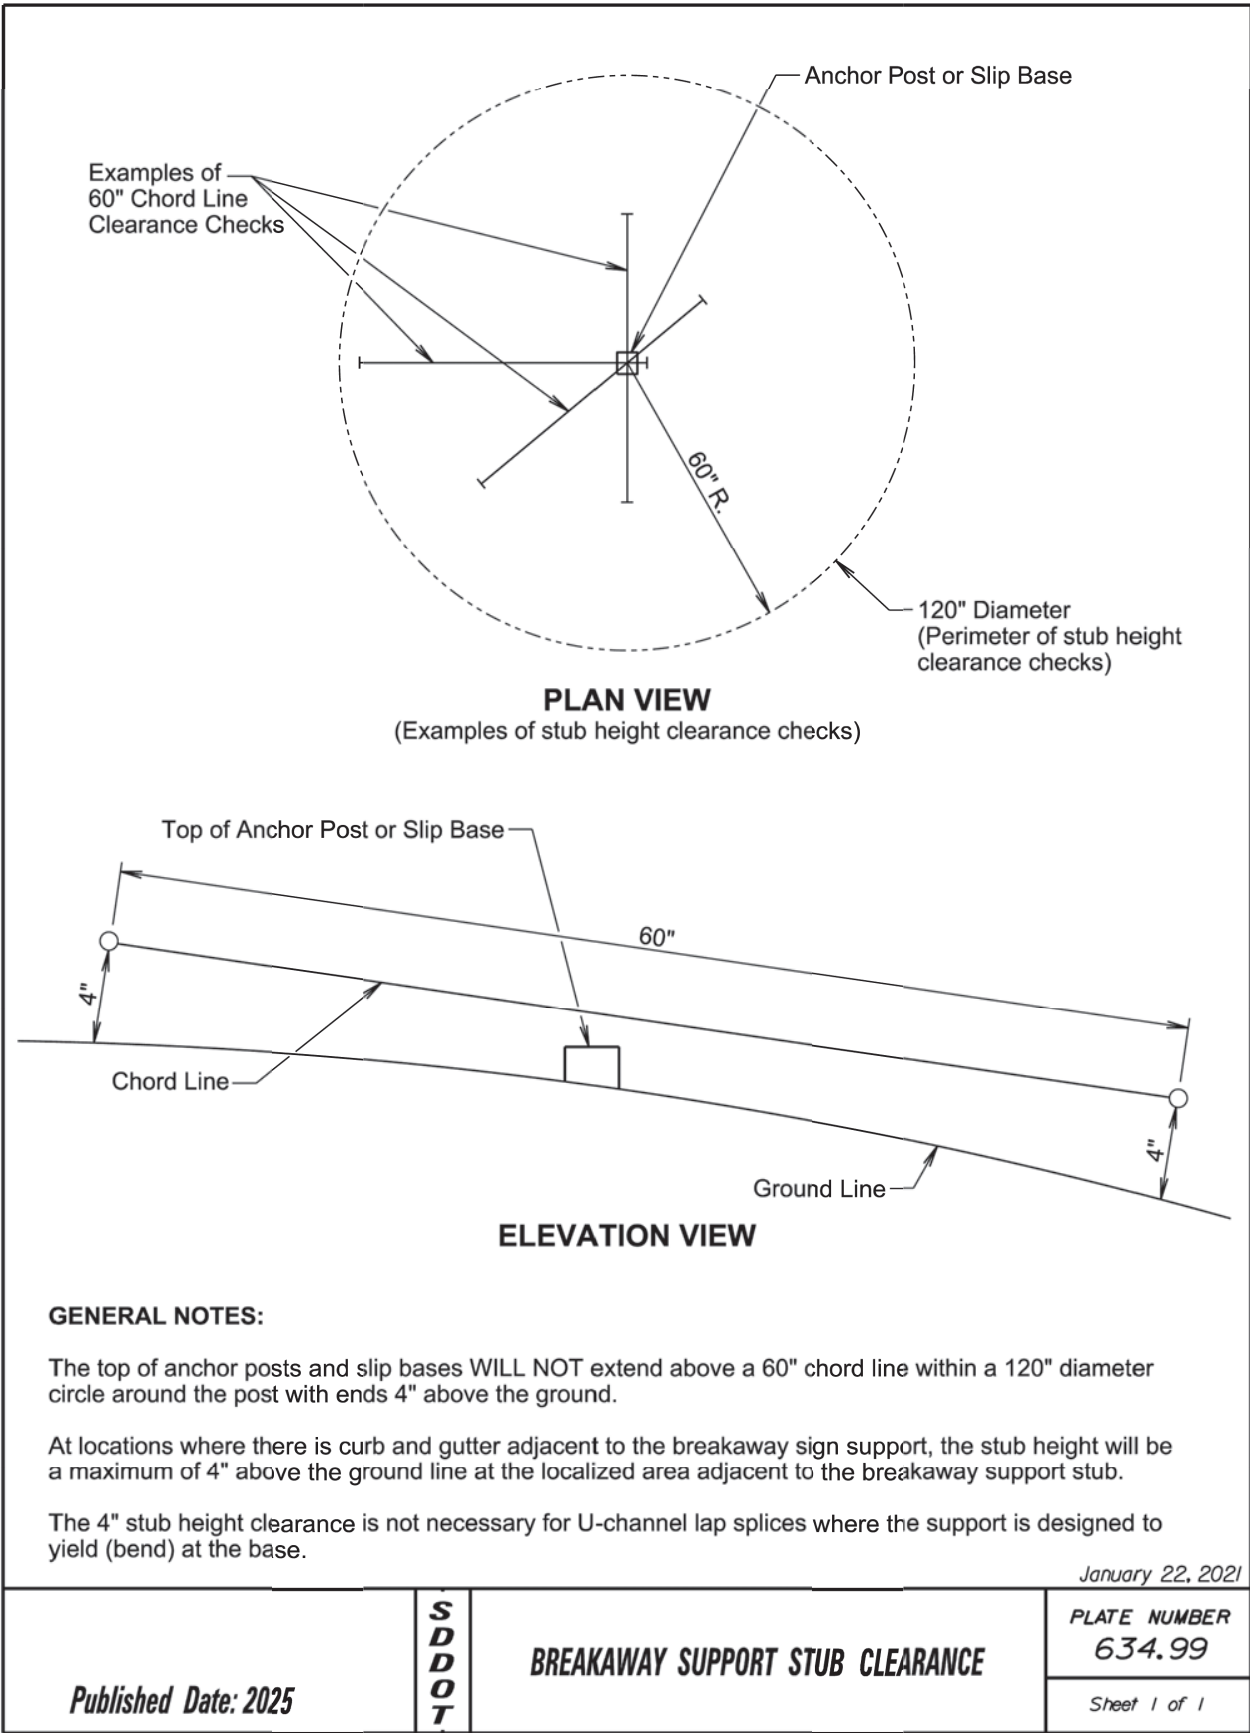 Anchor Post or Slip Base
Examples of
60" Chord Line
Clearance Checks
60" R.
120" Diameter
(Perimeter of stub height
clearance checks)
PLAN VIEW
(Examples of stub height clearance checks)
Top of Anchor Post or Slip Base
60"
4"
Chord Line
4"
Ground Line
ELEVATION VIEW
GENERAL NOTES:
The top of anchor posts and slip bases WILL NOT extend above a 60" chord line within a 120" diameter
circle around the post with ends 4" above the ground.
At locations where there is curb and gutter adjacent to the breakaway sign support, the stub height will be
a maximum of 4" above the ground line at the localized area adjacent to the breakaway support stub.
The 4" stub height clearance is not necessary for U-channel lap splices where the support is designed to
yield (bend) at the base.
January 22, 2021
Published Date: 2025
SDDOT
BREAKAWAY SUPPORT STUB CLEARANCE
PLATE NUMBER
634.99
Sheet 1 of 1